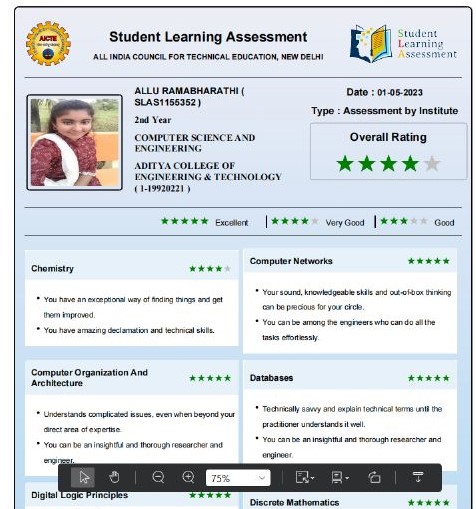 Student Learning Assessment
ALL INDIA COUNCIL FOR TECHNICAL EDUCATION, NEW DELHI
AICTE
Student
Learning
Assessment
ALLU RAMABHARATHI (
SLAS1155352 )
2nd Year
COMPUTER SCIENCE AND
ENGINEERING
ADITYA COLLEGE OF
ENGINEERING & TECHNOLOGY
( 1-19920221 )
Date : 01-05-2023
Type : Assessment by Institute
Overall Rating
Excellent
Very Good
Good
Chemistry
• You have an exceptional way of finding things and get
them improved.
• You have amazing declamation and technical skills.
Computer Networks
• Your sound, knowledgeable skills and out-of-box thinking
can be precious for your circle.
• You can be among the engineers who can do all the
tasks effortlessly.
Computer Organization And
Architecture
• Understands complicated issues, even when beyond your
direct area of expertise.
• You can be an insightful and thorough researcher and
engineer.
Databases
• Technically savvy and explain technical terms until the
practitioner understands it well.
• You can be an insightful and thorough researcher and
engineer.
75%
Digital Logic Principles
Discrete Mathematics